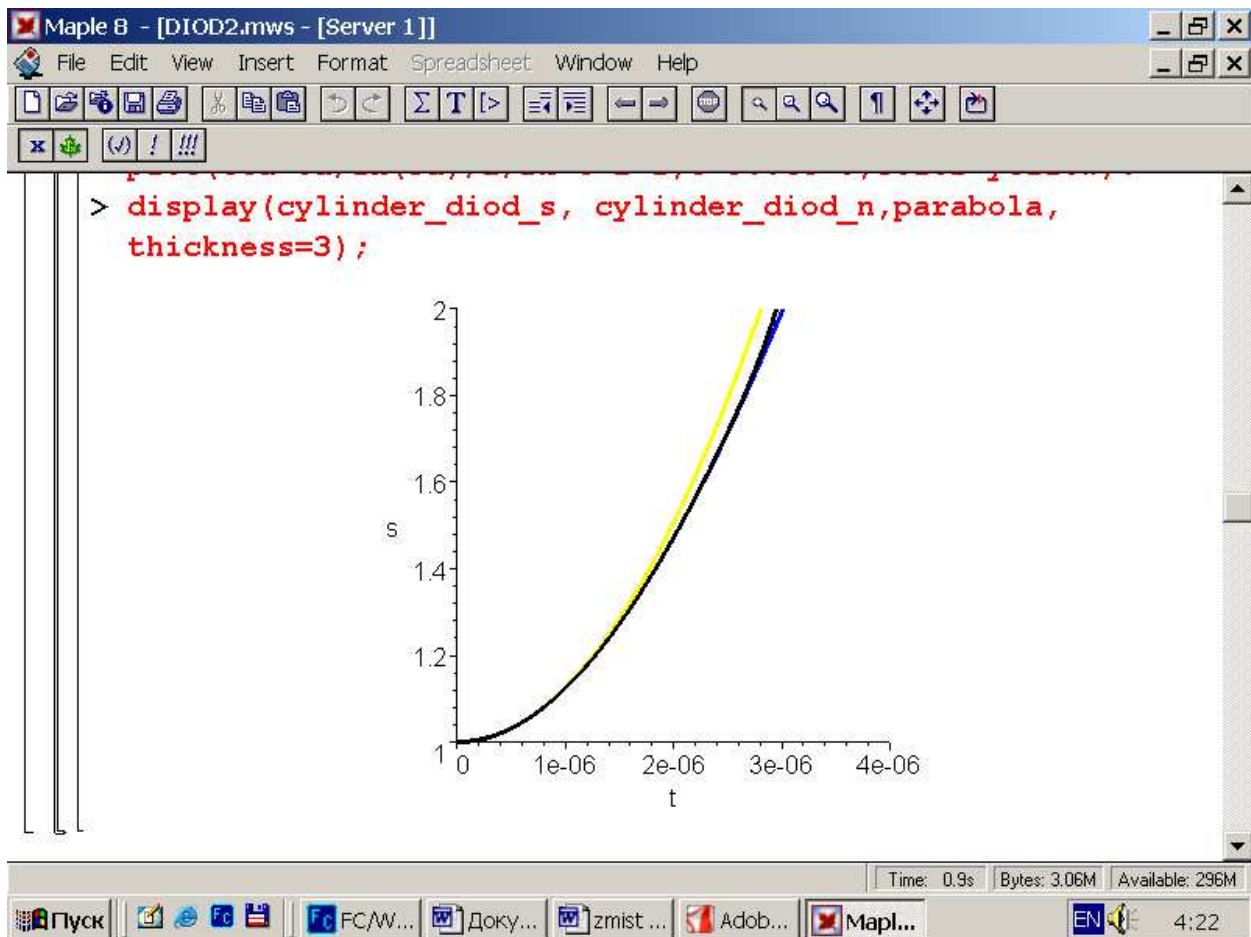 Maple 8 - [DIOD2.mws - [Server 1]]
File Edit View Insert Format Spreadsheet Window Help
Σ T [> STOP ¶
x (√) ! !!!
> display(cylinder_diod_s, cylinder_diod_n,parabola,
thickness=3);
2
1.8
1.6
s
1.4
1.2
1
0 1e-06 2e-06 3e-06 4e-06
t
Time: 0.9s Bytes: 3.06M Available: 296M
Пуск FC/W... Доку... zmist ... Adob... Mapl... EN 4:22